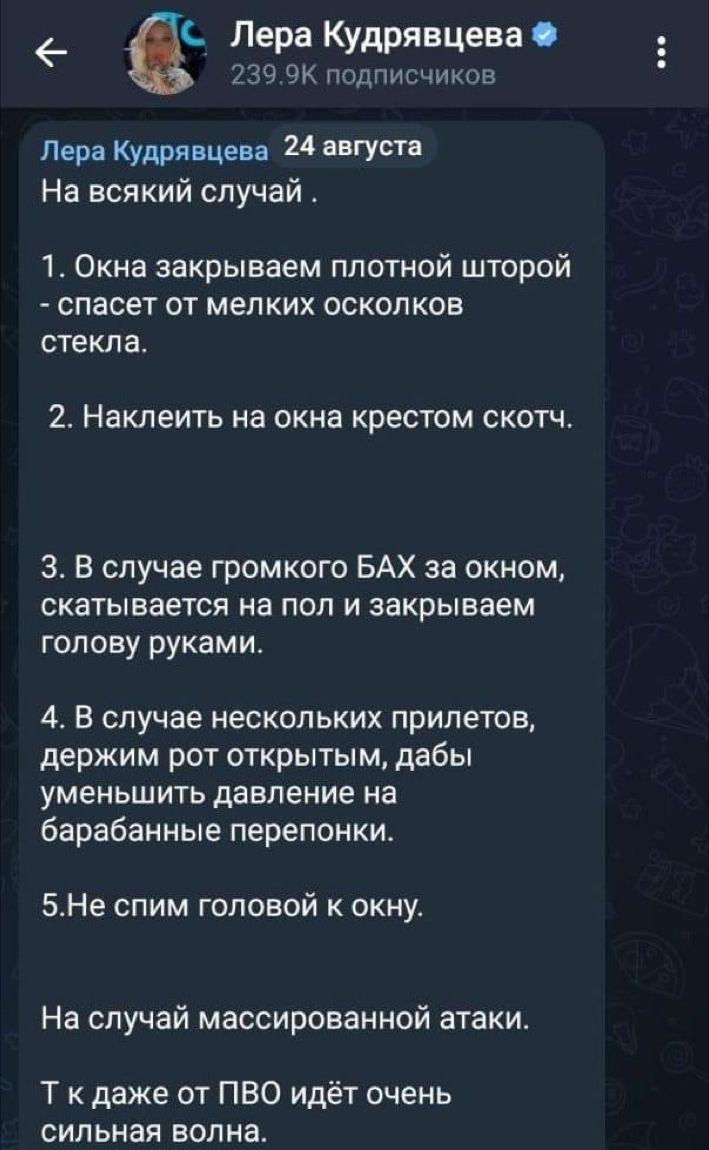 Лера Кудрявцева
239.9K подписчиков
Лера Кудрявцева 24 августа
На всякий случай .
1. Окна закрываем плотной шторой
- спасет от мелких осколков
стекла.
2. Наклеить на окна крестом скотч.
3. В случае громкого БАХ за окном,
скатывается на пол и закрываем
голову руками.
4. В случае нескольких прилетов,
держим рот открытым, дабы
уменьшить давление на
барабанные перепонки.
5.Не спим головой к окну.
На случай массированной атаки.
Т к даже от ПВО идёт очень
сильная волна.